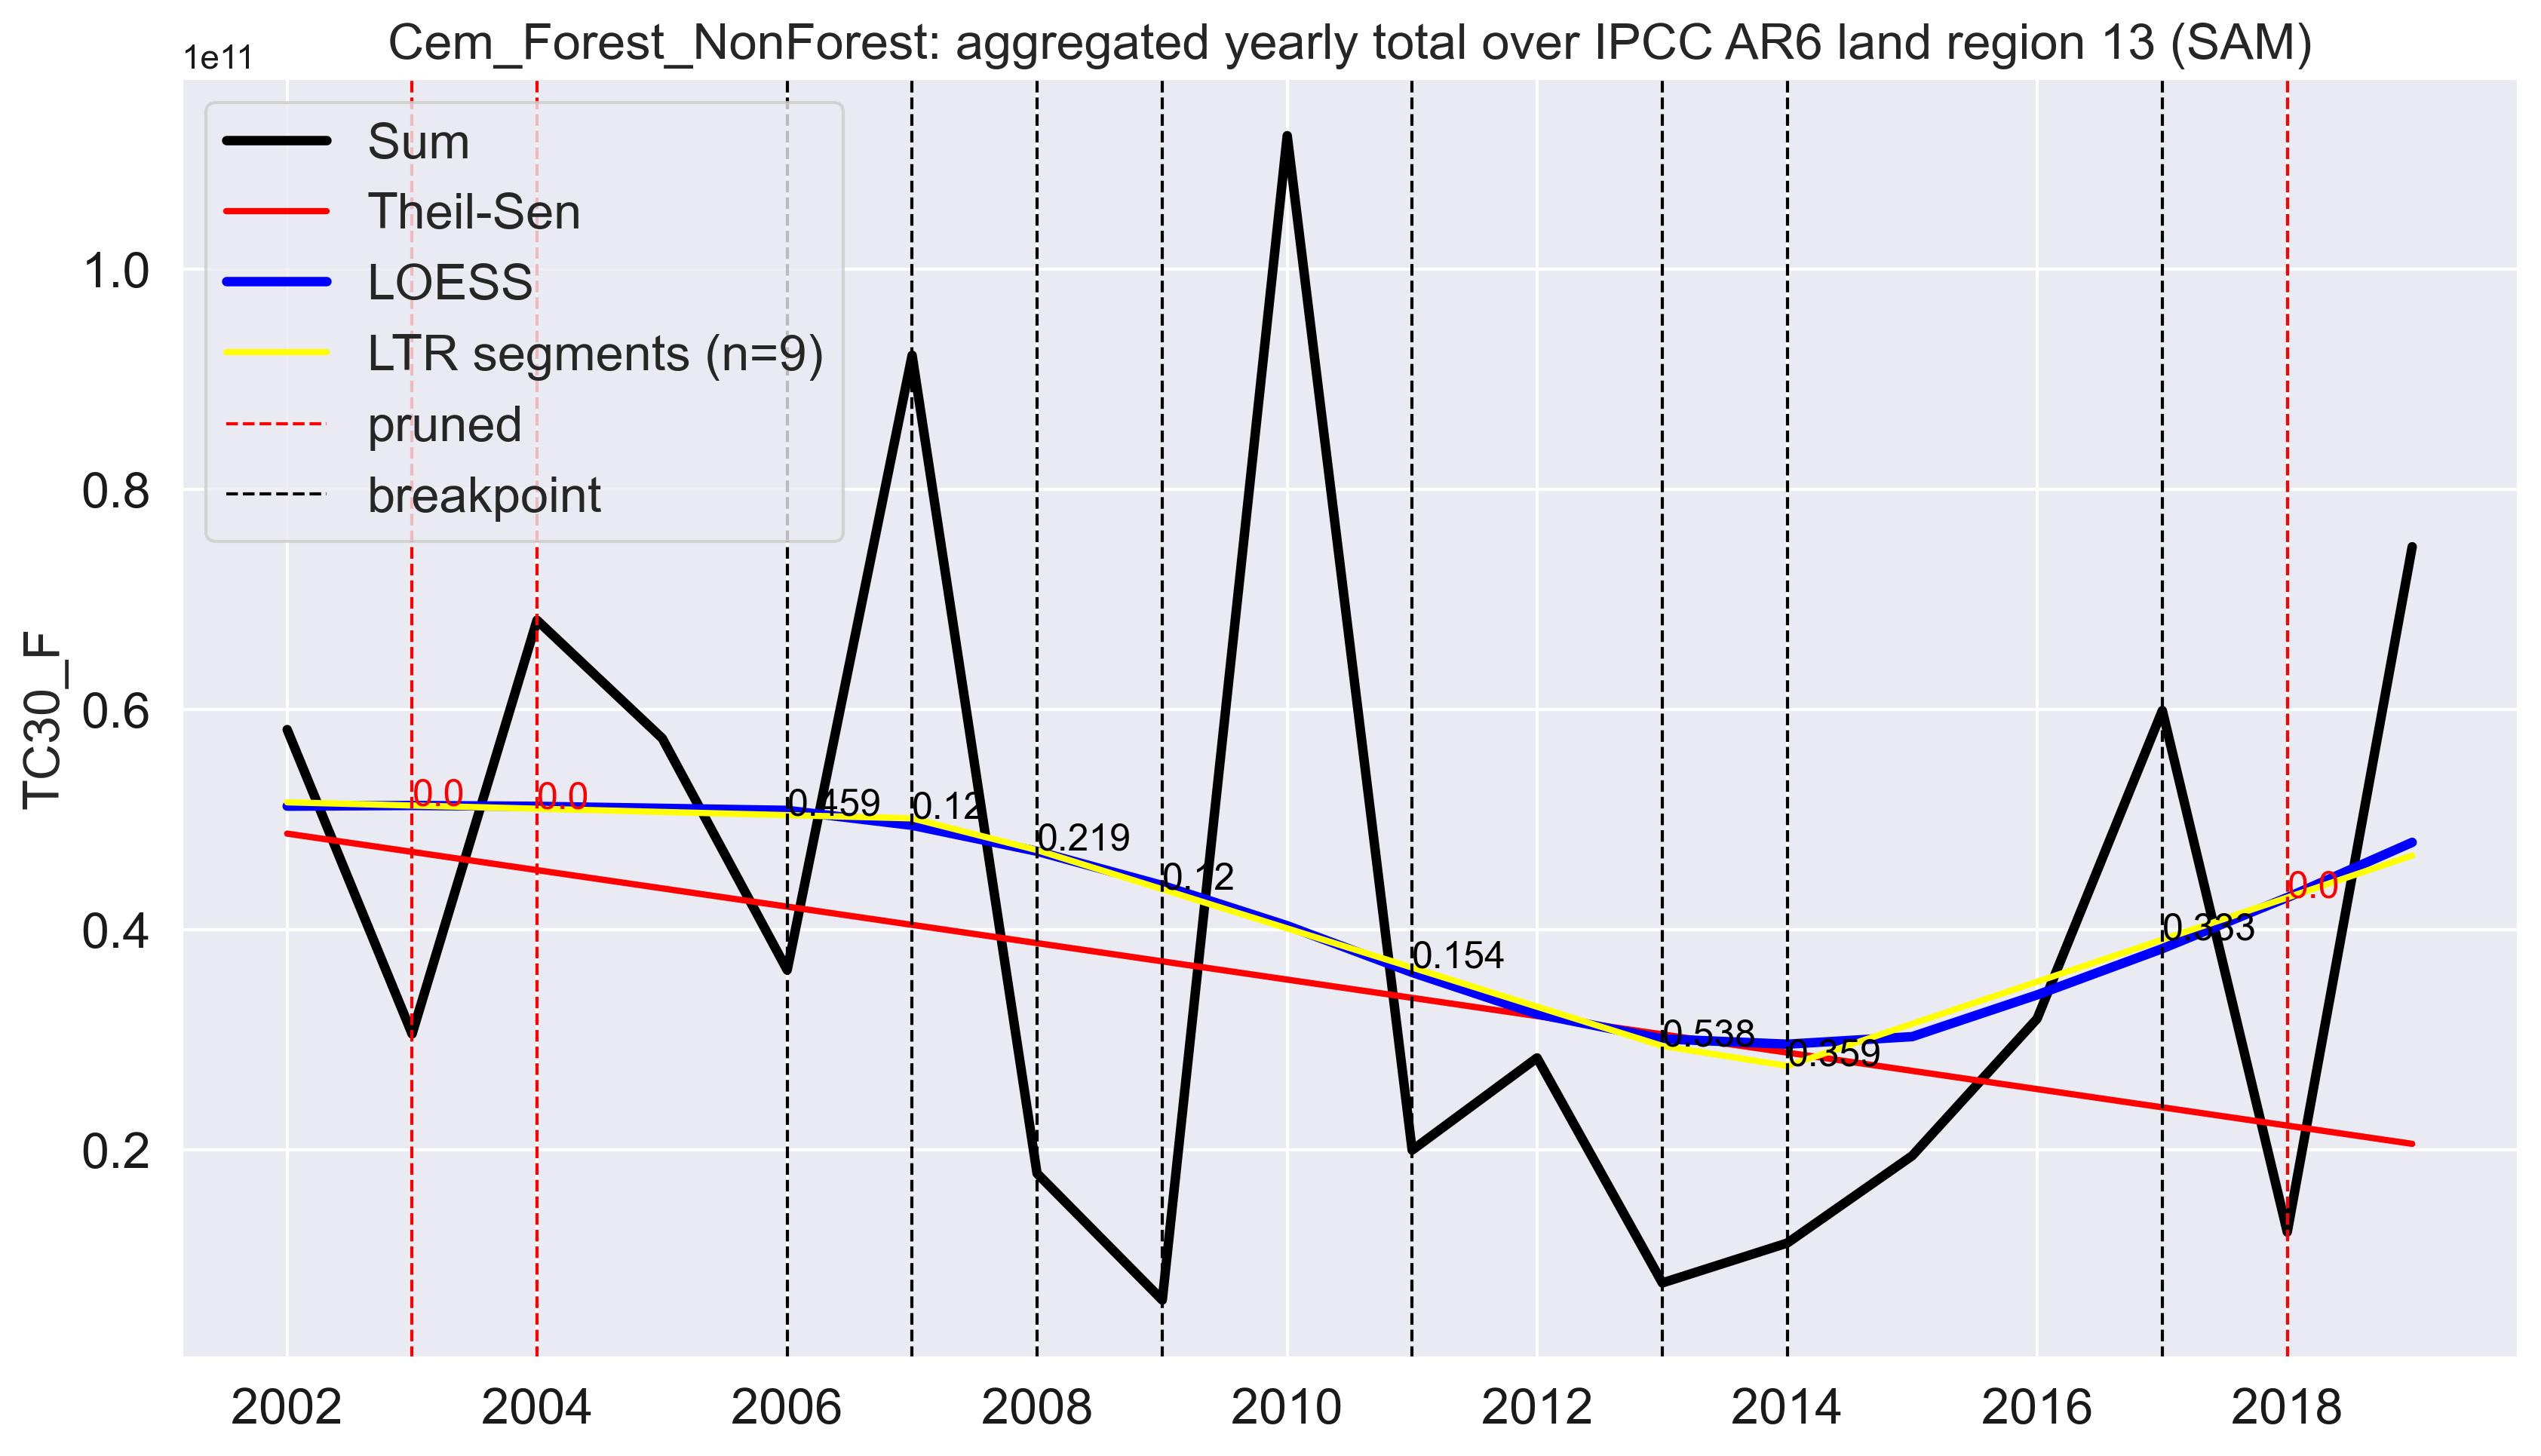 Cem_Forest_NonForest: aggregated yearly total over IPCC AR6 land region 13 (SAM)
1e11
Sum
Theil-Sen
LOESS
LTR segments (n=9)
pruned
breakpoint
TC30_F
1.0
0.8
0.6
0.4
0.2
0.0
0.0
0.459
0.12
0.219
0.12
0.154
0.538
0.359
0.333
0.0
2002
2004
2006
2008
2010
2012
2014
2016
2018